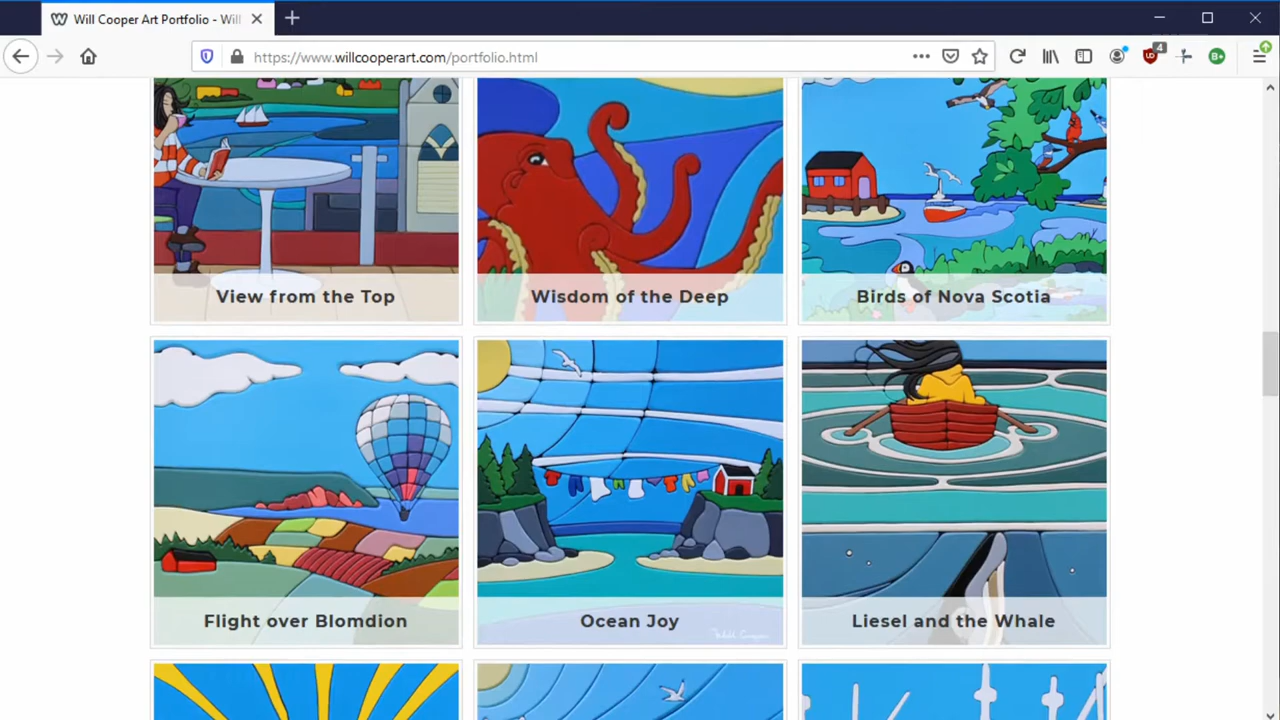 Will Cooper Art Portfolio - Will
https://www.willcooperart.com/portfolio.html
4
View from the Top
Wisdom of the Deep
Birds of Nova Scotia
Flight over Blomdion
Ocean Joy
Liesel and the Whale